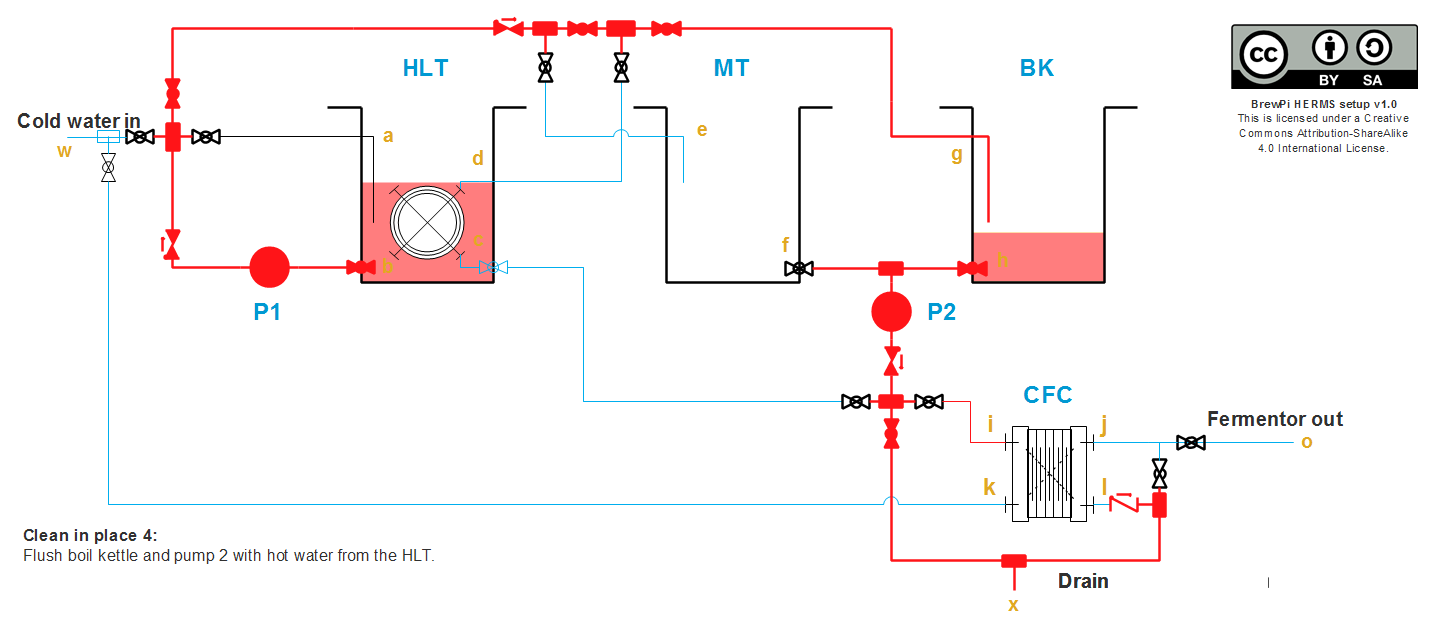 HLT
MT
BK
cc
BY SA
BrewPi HERMS setup v1.0
This is licensed under a Creative
Commons Attribution-ShareAlike
4.0 International License.
Cold water in
w
a
d
e
g
c
b
f
h
P1
P2
CFC
i
j
Fermentor out
o
k
l
Clean in place 4:
Flush boil kettle and pump 2 with hot water from the HLT.
Drain
x